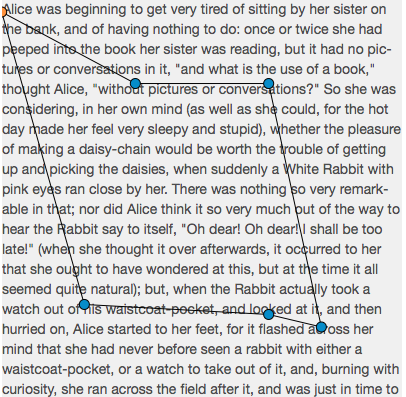 Alice was beginning to get very tired of sitting by her sister on
the bank, and of having nothing to do: once or twice she had
peeped into the book her sister was reading, but it had no pic-
tures or conversations in it, "and what is the use of a book,"
thought Alice, "without pictures or conversations?" So she was
considering, in her own mind (as well as she could, for the hot
day made her feel very sleepy and stupid), whether the pleasure
of making a daisy-chain would be worth the trouble of getting
up and picking the daisies, when suddenly a White Rabbit with
pink eyes ran close by her. There was nothing so very remark-
able in that; nor did Alice think it so very much out of the way to
hear the Rabbit say to itself, "Oh dear! Oh dear! I shall be too
late!" (when she thought it over afterwards, it occurred to her
that she ought to have wondered at this, but at the time it all
seemed quite natural); but, when the Rabbit actually took a
watch out of his waistcoat-pocket, and looked at it, and then
hurried on, Alice started to her feet, for it flashed across her
mind that she had never before seen a rabbit with either a
waistcoat-pocket, or a watch to take out of it, and, burning with
curiosity, she ran across the field after it, and was just in time to